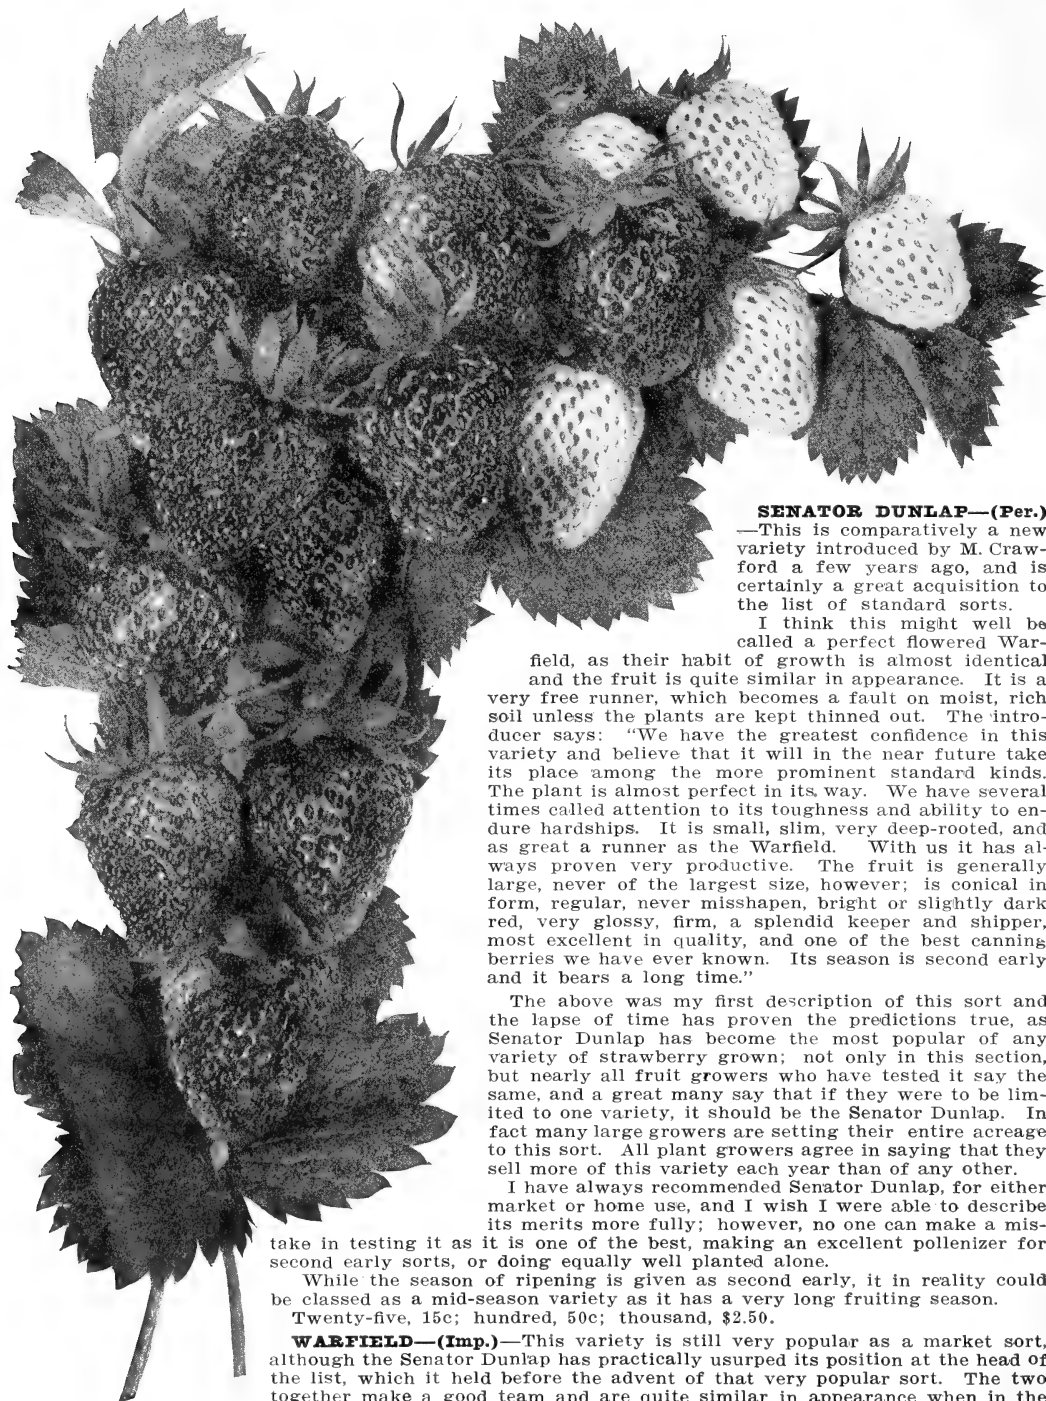 SENATOR DUNLAP—(Per.)
—This is comparatively a new
variety introduced by M. Craw-
ford a few years ago, and is
certainly a great acquisition to
the list of standard sorts.
I think this might well be
called a perfect flowered War-
field, as their habit of growth is almost identical
and the fruit is quite similar in appearance. It is a
very free runner, which becomes a fault on moist, rich
soil unless the plants are kept thinned out. The intro-
ducer says: "We have the greatest confidence in this
variety and believe that it will in the near future take
its place among the more prominent standard kinds.
The plant is almost perfect in its way. We have several
times called attention to its toughness and ability to en-
dure hardships. It is small, slim, very deep-rooted, and
as great a runner as the Warfield. With us it has al-
ways proven very productive. The fruit is generally
large, never of the largest size, however; is conical in
form, regular, never misshapen, bright or slightly dark
red, very glossy, firm, a splendid keeper and shipper,
most excellent in quality, and one of the best canning
berries we have ever known. Its season is second early
and it bears a long time."
The above was my first description of this sort and
the lapse of time has proven the predictions true, as
Senator Dunlap has become the most popular of any
variety of strawberry grown; not only in this section,
but nearly all fruit growers who have tested it say the
same, and a great many say that if they were to be lim-
ited to one variety, it should be the Senator Dunlap. In
fact many large growers are setting their entire acreage
to this sort. All plant growers agree in saying that they
sell more of this variety each year than of any other.
I have always recommended Senator Dunlap, for either
market or home use, and I wish I were able to describe
its merits more fully; however, no one can make a mis-
take in testing it as it is one of the best, making an excellent pollenizer for
second early sorts, or doing equally well planted alone.
While the season of ripening is given as second early, it in reality could
be classed as a mid-season variety as it has a very long fruiting season.
Twenty-five, 15c; hundred, 50c; thousand, $2.50.
WARFIELD—(Imp.)—This variety is still very popular as a market sort,
although the Senator Dunlap has practically usurped its position at the head of
the list, which it held before the advent of that very popular sort. The two
together make a good team and are quite similar in appearance when in the